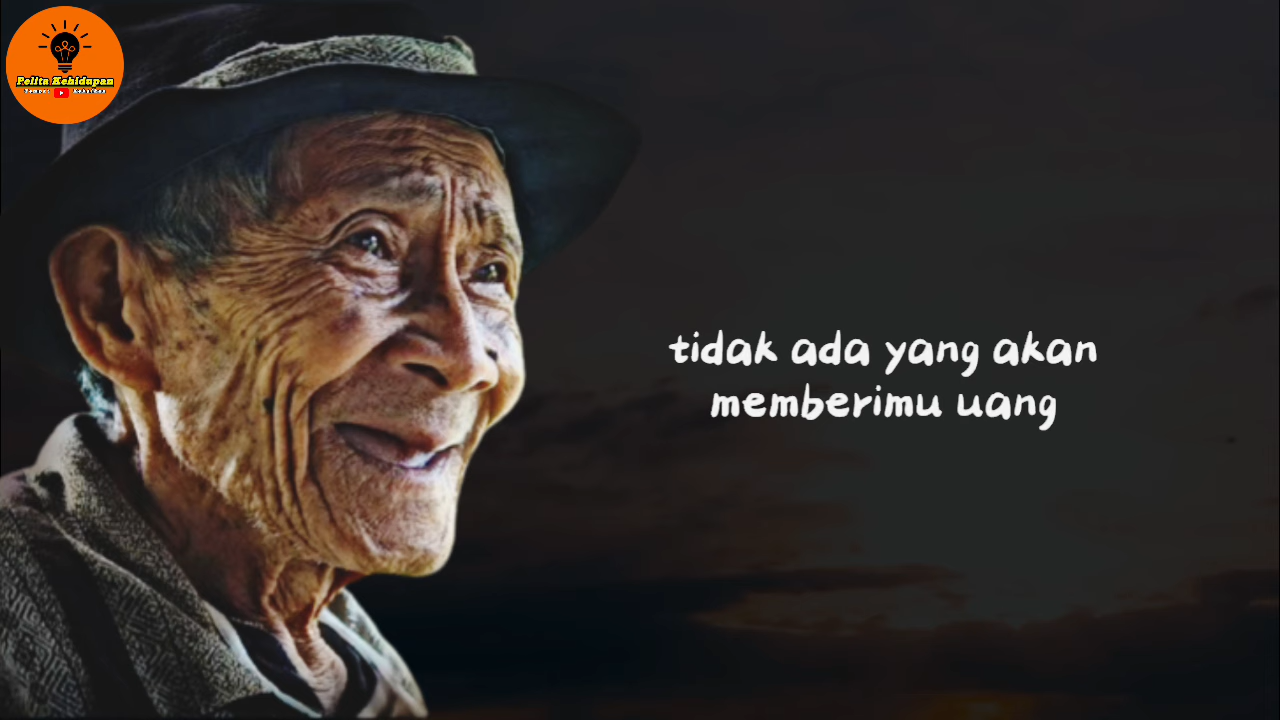 Pelita Kehidupan
tidak ada yang akan
memberimu uang